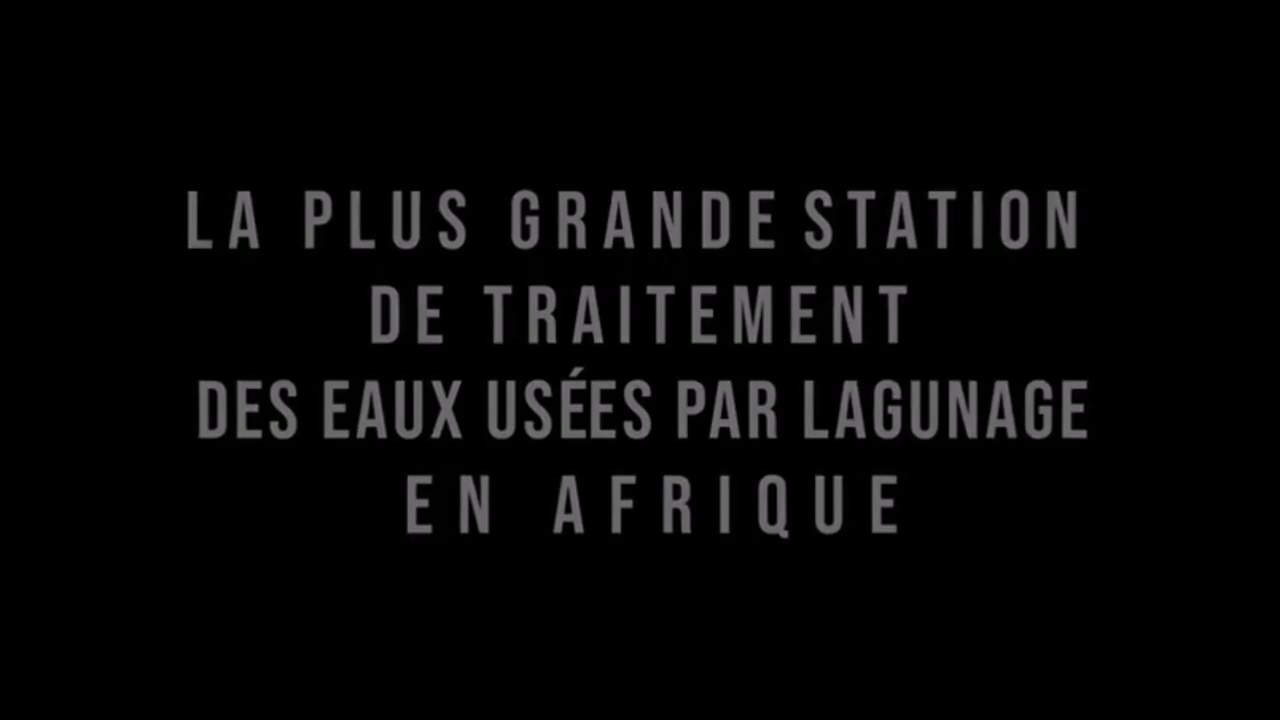 LA PLUS GRANDE STATION
DE TRAITEMENT
DES EAUX USÉES PAR LAGUNAGE
EN AFRIQUE